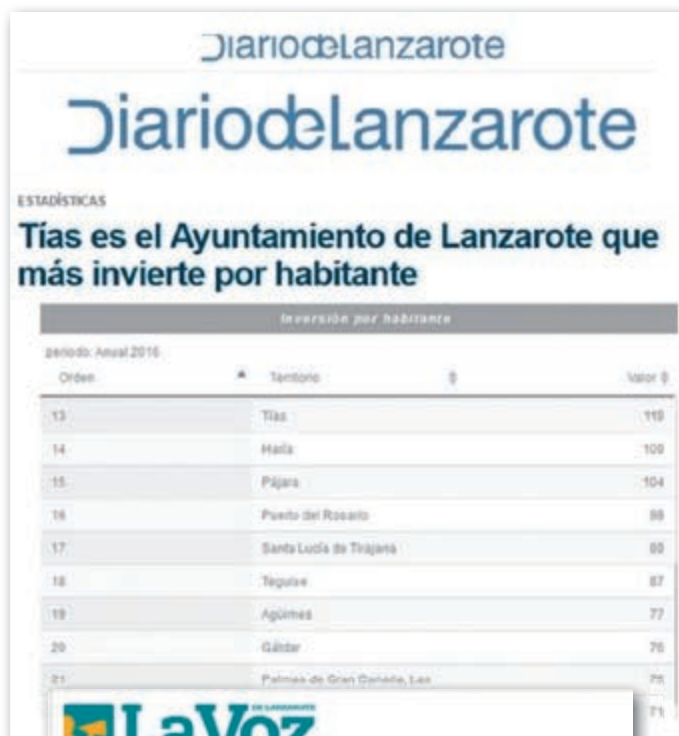 DiariodeLanzarote
DiariodeLanzarote
ESTADÍSTICAS
Tías es el Ayuntamiento de Lanzarote que
más invierte por habitante
Inversión por habitante
periodo: Anual 2016
Orden Territorio Valor
13 Tías 110
14 Haría 109
15 Pájara 104
16 Puerto del Rosario
17 Santa Lucía de Tirajana
18 Teguise 87
19 Agüimes 77
20 Gáldar 76
21 Palmas de Gran Canaria, Las
71
LaVoz
DE LANZAROTE